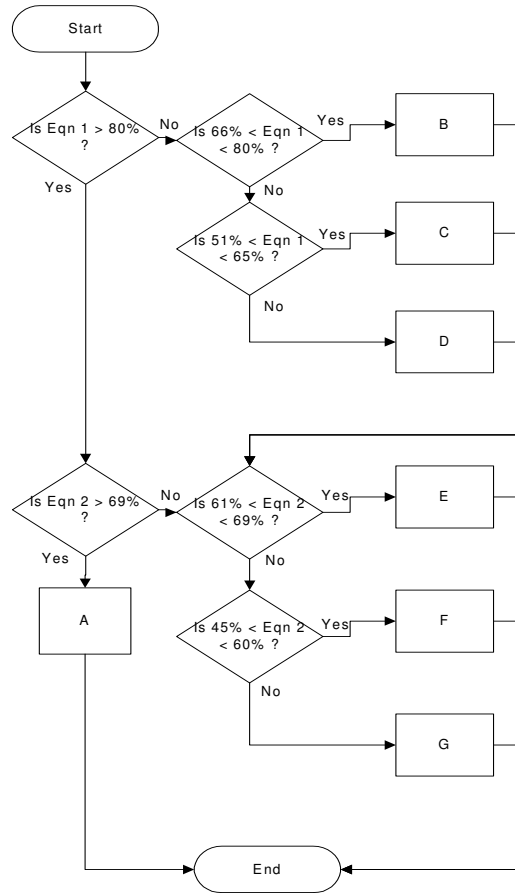 Start
Is Eqn 1 > 80%
?
No
Yes
Is 66% < Eqn 1
< 80% ?
Yes
B
No
Is 51% < Eqn 1
< 65% ?
Yes
C
No
D
Is Eqn 2 > 69%
?
No
Yes
A
Is 61% < Eqn 2
< 69% ?
Yes
E
No
Is 45% < Eqn 2
< 60% ?
Yes
F
No
G
End